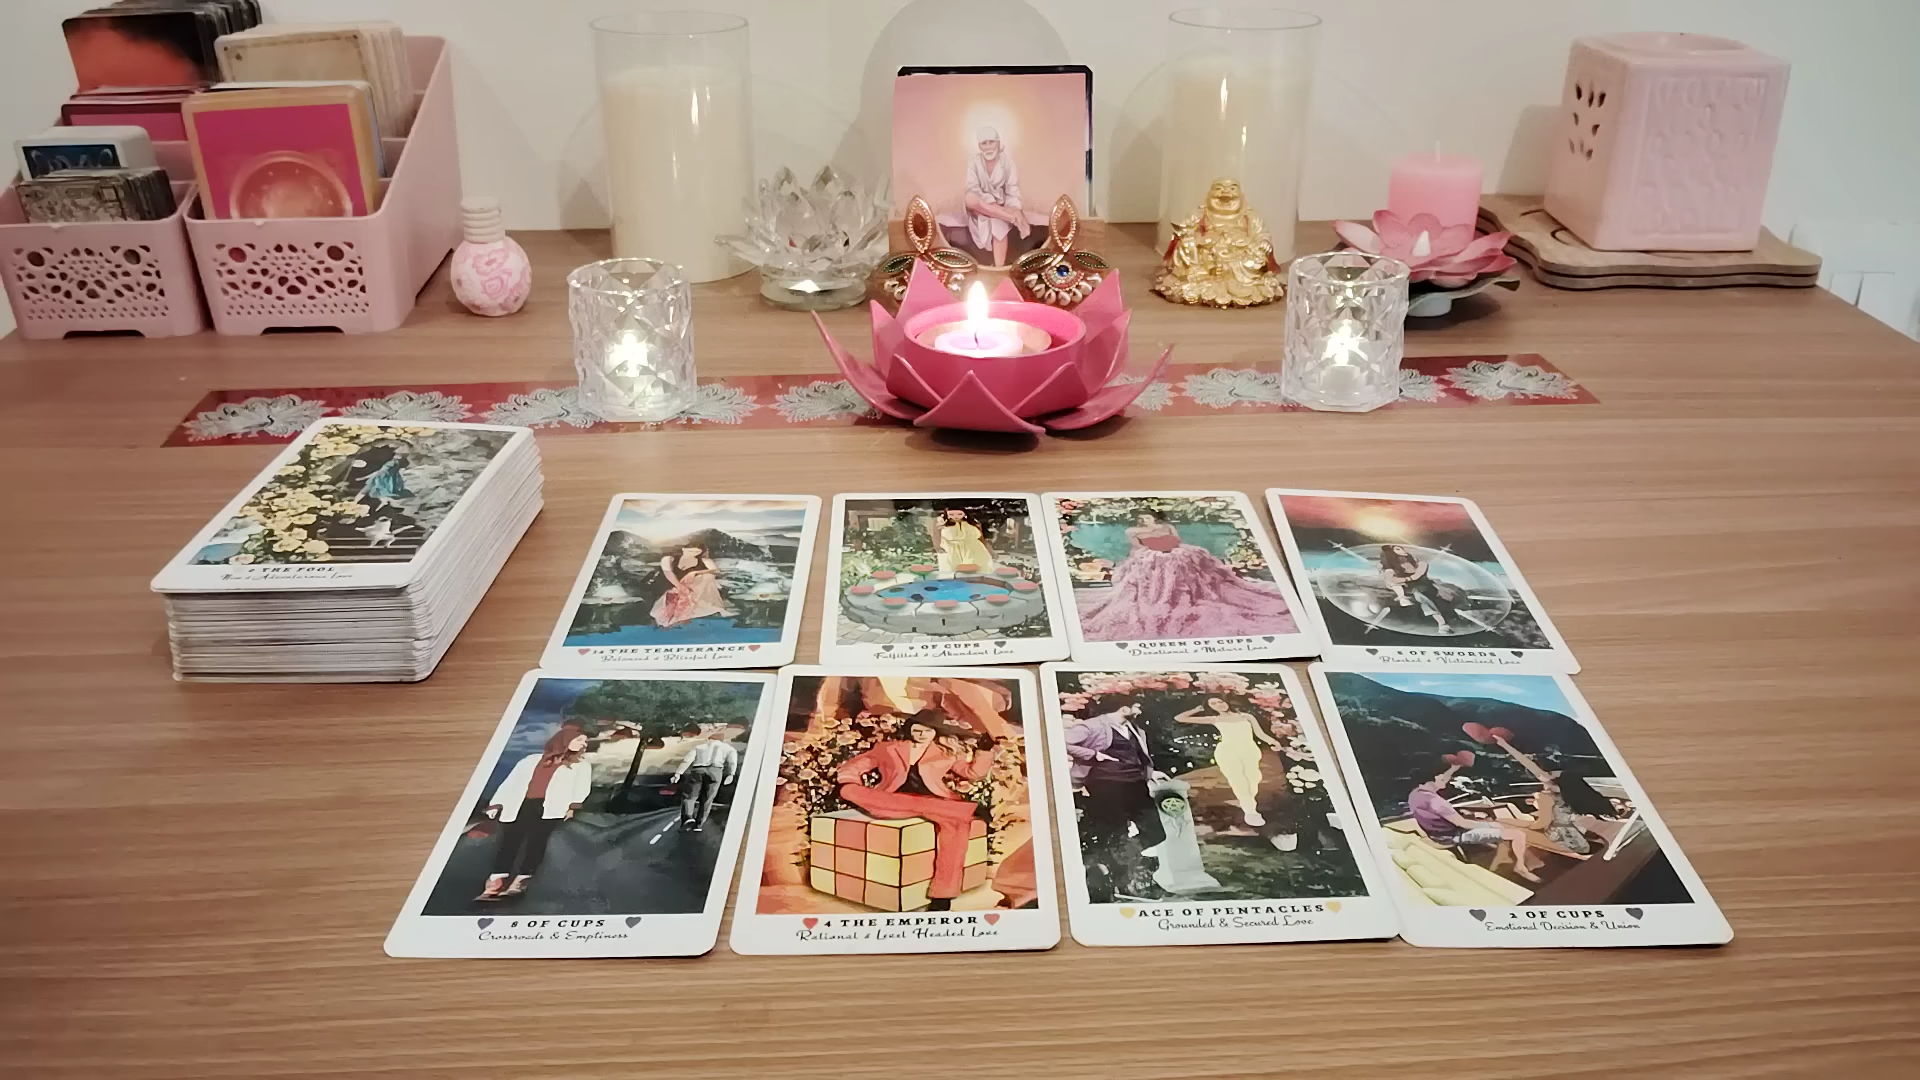 0 THE FOOL
New & Adventurous Love
14 THE TEMPERANCE
Balanced & Blissful Love
9 OF CUPS
Fulfilled & Abundant Love
QUEEN OF CUPS
Devotional & Mature Love
8 OF SWORDS
Blocked & Victimised Love
8 OF CUPS
Crossroads & Emptiness
4 THE EMPEROR
Rational & Level Headed Love
ACE OF PENTACLES
Grounded & Secured Love
2 OF CUPS
Emotional Decision & Union